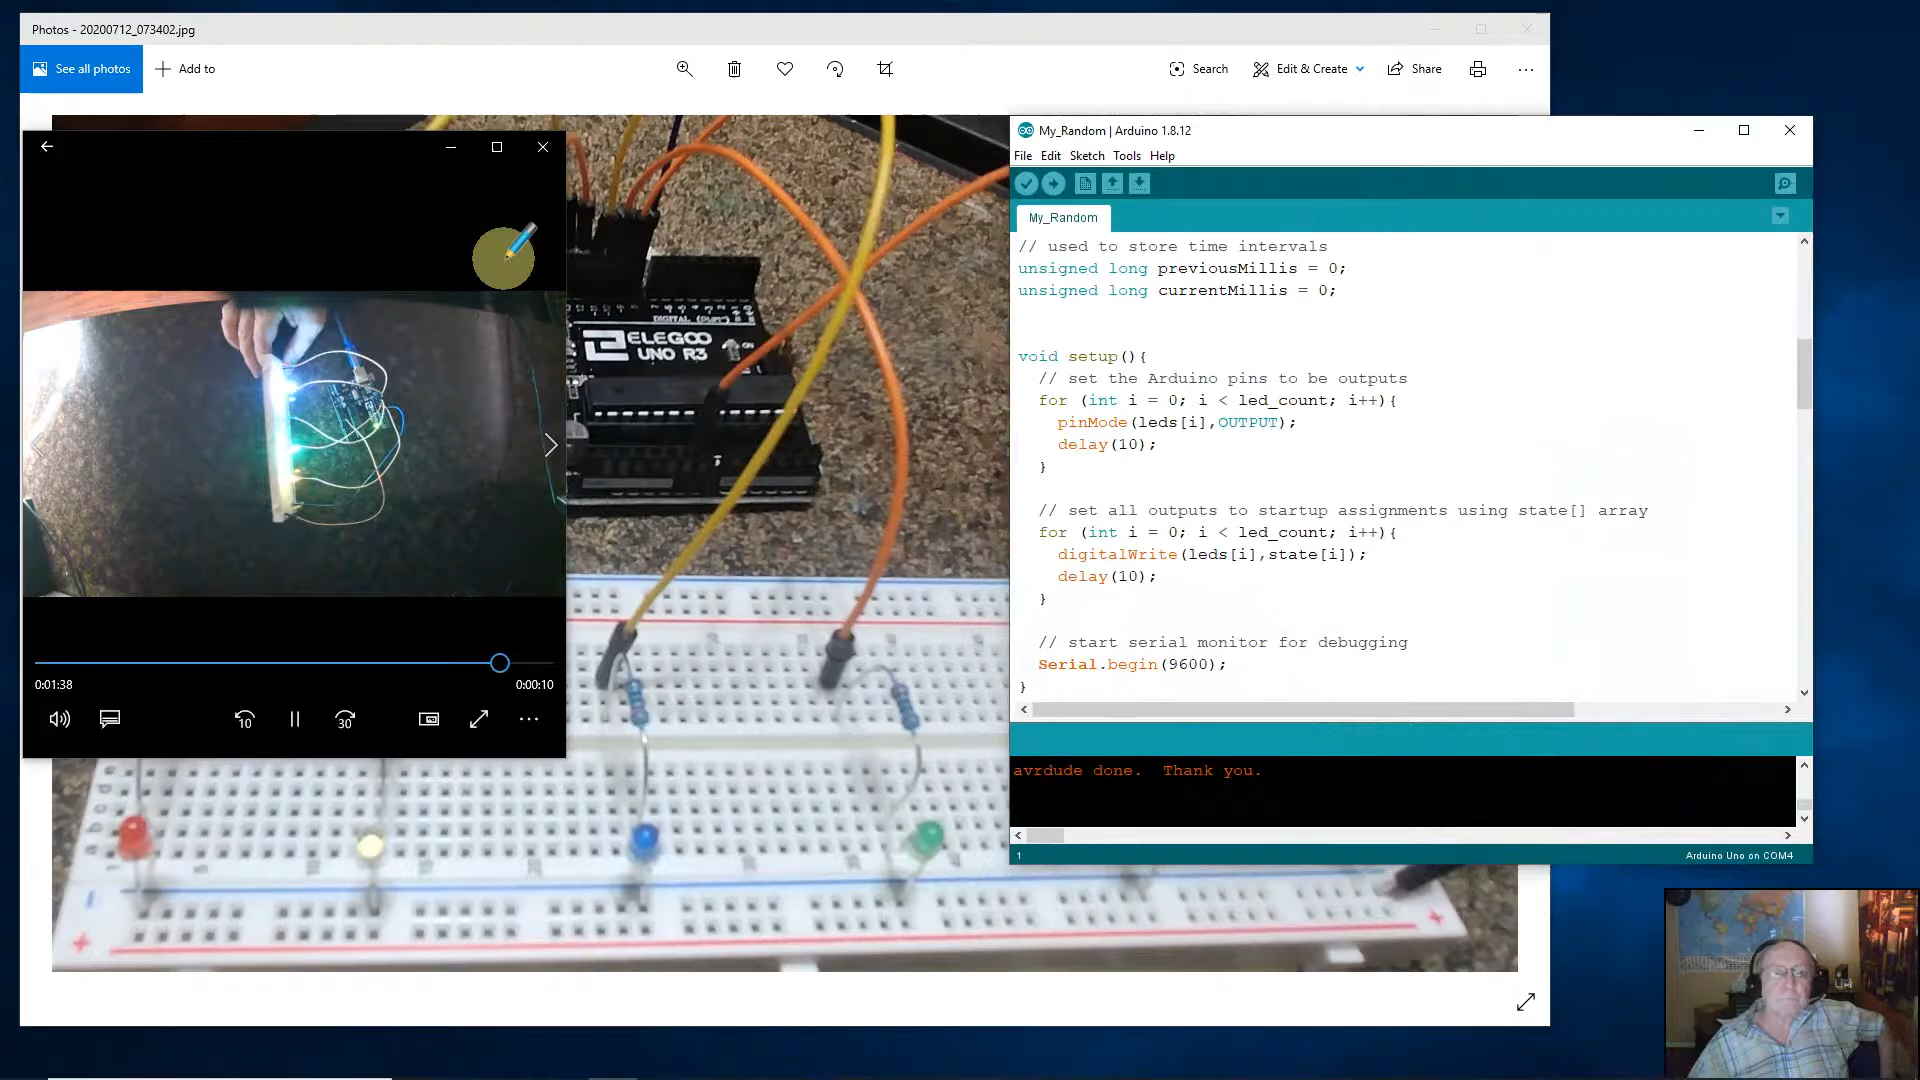 Photos - 20200712_073402.jpg
See all photos
Add to
Search
Edit & Create
Share
ELEGOO
UNO R3
0:01:38
0:00:10
10
30
My_Random | Arduino 1.8.12
File Edit Sketch Tools Help
My_Random
// used to store time intervals
unsigned long previousMillis = 0;
unsigned long currentMillis = 0;
void setup(){
// set the Arduino pins to be outputs
for (int i = 0; i < led_count; i++){
pinMode(leds[i],OUTPUT);
delay(10);
}
// set all outputs to startup assignments using state[] array
for (int i = 0; i < led_count; i++){
digitalWrite(leds[i],state[i]);
delay(10);
}
// start serial monitor for debugging
Serial.begin(9600);
}
avrdude done.  Thank you.
1
Arduino Uno on COM4